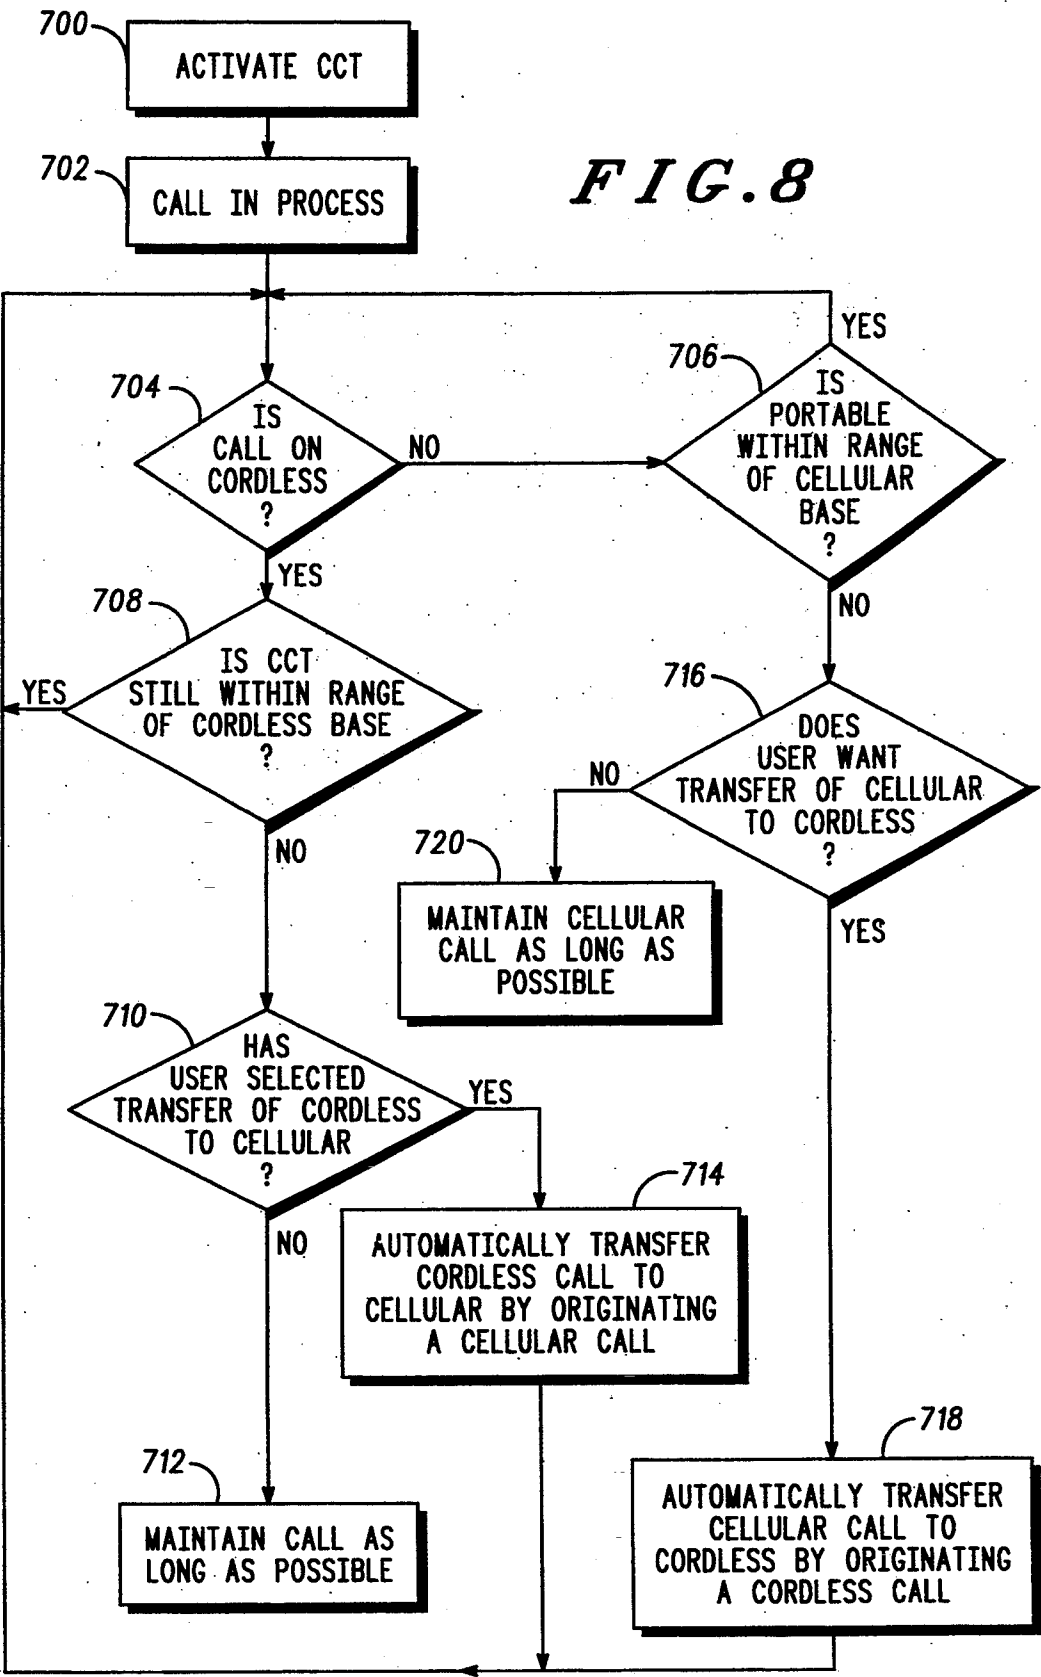 700
ACTIVATE CCT
702
CALL IN PROCESS
FIG.8
YES
706
IS
PORTABLE
WITHIN RANGE
OF CELLULAR
BASE
?
NO
704
IS
CALL ON
CORDLESS
?
NO
YES
708
IS CCT
STILL WITHIN RANGE
OF CORDLESS BASE
?
YES
NO
716
DOES
USER WANT
TRANSFER OF CELLULAR
TO CORDLESS
?
NO
YES
720
MAINTAIN CELLULAR
CALL AS LONG AS
POSSIBLE
710
HAS
USER SELECTED
TRANSFER OF CORDLESS
TO CELLULAR
?
YES
NO
714
AUTOMATICALLY TRANSFER
CORDLESS CALL TO
CELLULAR BY ORIGINATING
A CELLULAR CALL
712
MAINTAIN CALL AS
LONG AS POSSIBLE
718
AUTOMATICALLY TRANSFER
CELLULAR CALL TO
CORDLESS BY ORIGINATING
A CORDLESS CALL